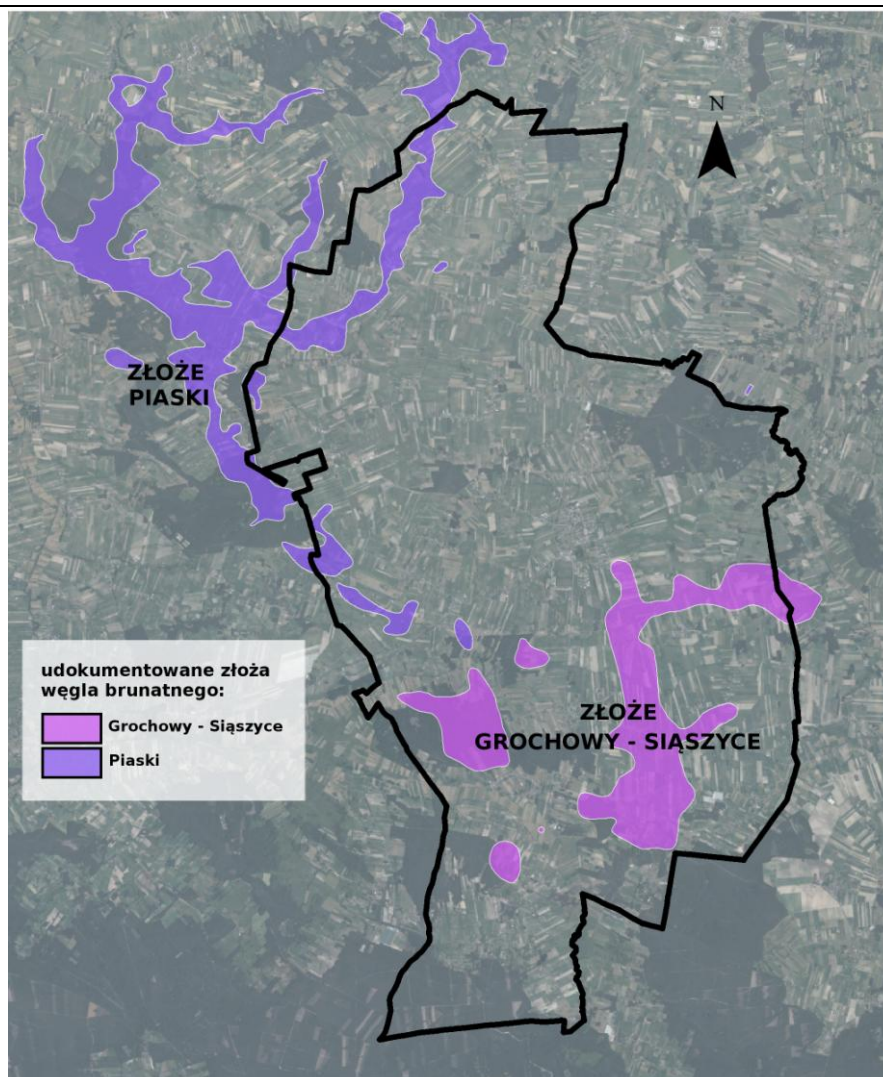 N
ZŁOŻE
PIASKI
udokumentowane złoża
węgla brunatnego:
Grochowy - Siąszyce
Piaski
ZŁOŻE
GROCHOWY - SIĄSZYCE